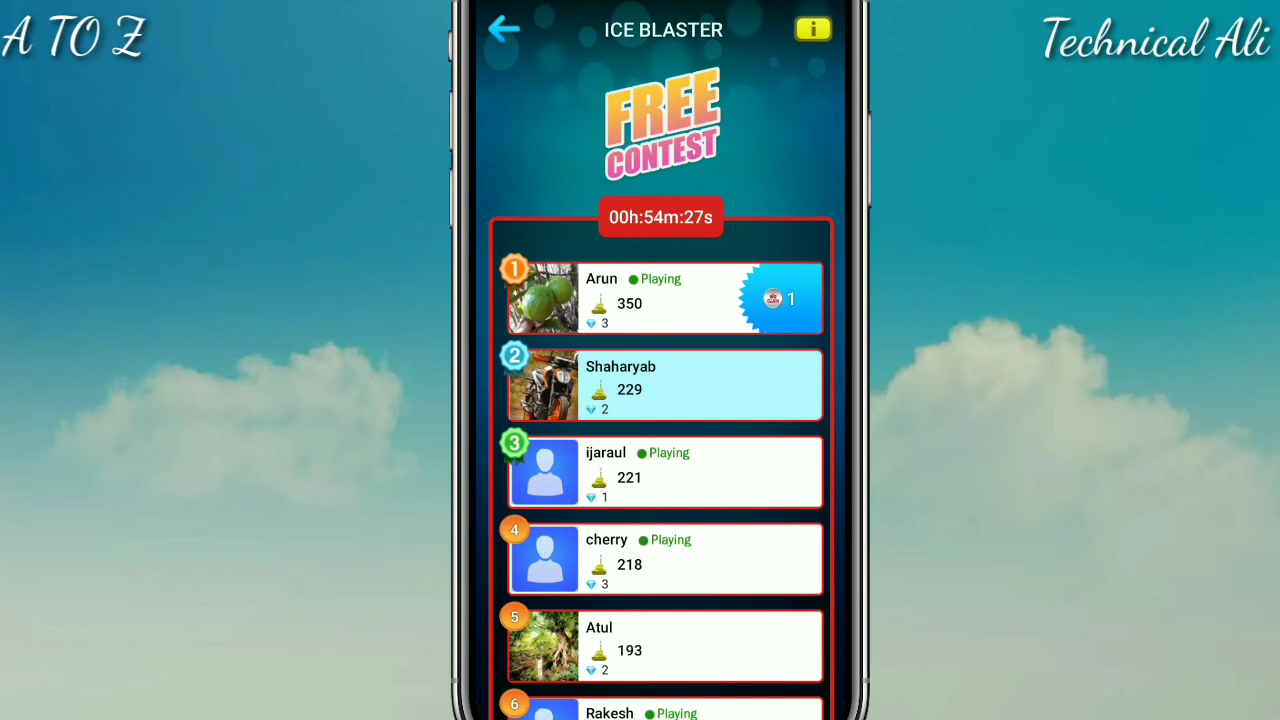 A TO Z
Technical Ali
ICE BLASTER
i
FREE
CONTEST
00h:54m:27s
1
Arun Playing
350
3
1
2
Shaharyab
229
2
3
ijaraul Playing
221
1
4
cherry Playing
218
3
5
Atul
193
2
6
Rakesh Playing